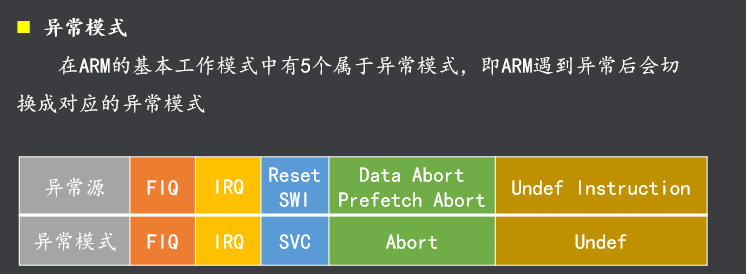 异常模式
在ARM的基本工作模式中有5个属于异常模式，即ARM遇到异常后会切
换成对应的异常模式
异常源 FIQ IRQ Reset SWI Data Abort Prefetch Abort Undef Instruction
异常模式 FIQ IRQ SVC Abort Undef